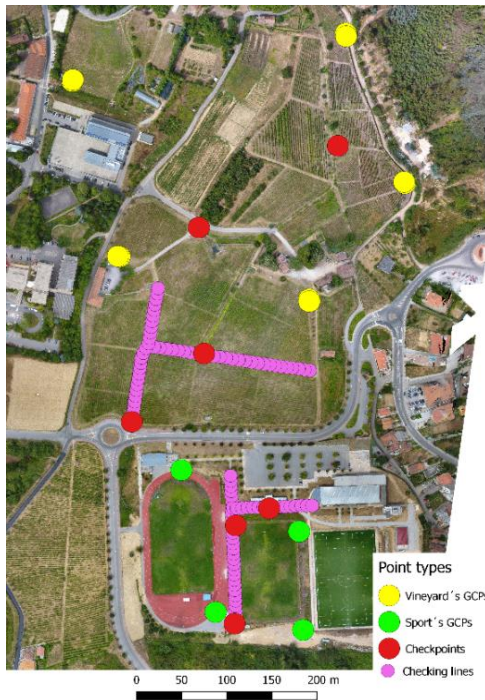 Point types
Vineyard´s GCPs
Sport´s GCPs
Checkpoints
Checking lines
0 50 100 150 200 m